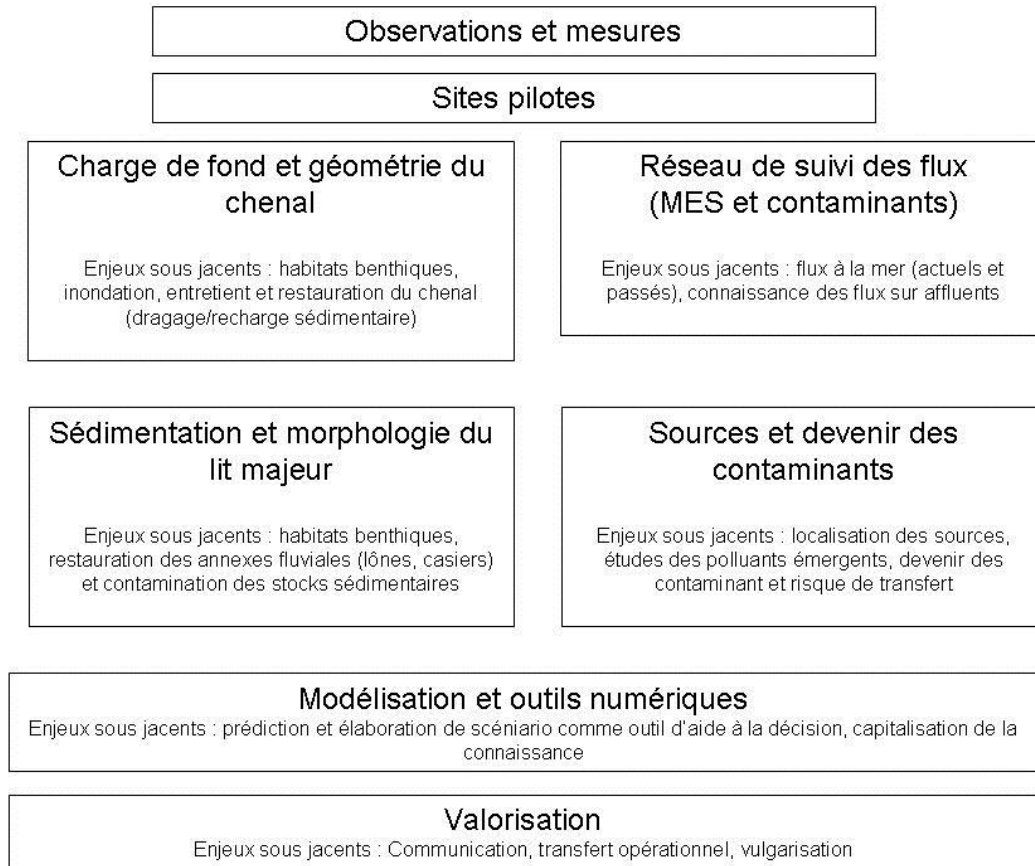 Observations et mesures
Sites pilotes
Charge de fond et géométrie du
chenal
Enjeux sous jacents : habitats benthiques,
inondation, entretient et restauration du chenal
(dragage/recharge sédimentaire)
Réseau de suivi des flux
(MES et contaminants)
Enjeux sous jacents : flux à la mer (actuels et
passés), connaissance des flux sur affluents
Sédimentation et morphologie du
lit majeur
Enjeux sous jacents : habitats benthiques,
restauration des annexes fluviales (lônes, casiers)
et contamination des stocks sédimentaires
Sources et devenir des
contaminants
Enjeux sous jacents : localisation des sources,
études des polluants émergents, devenir des
contaminant et risque de transfert
Modélisation et outils numériques
Enjeux sous jacents : prédiction et élaboration de scéniario comme outil d'aide à la décision, capitalisation de la
connaissance
Valorisation
Enjeux sous jacents : Communication, transfert opérationnel, vulgarisation